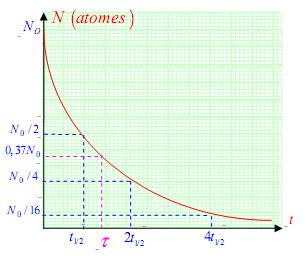 N (atomes)
N₀
N₀/2
0,37N₀
N₀/4
N₀/16
t
t₁/₂ τ 2t₁/₂ 4t₁/₂